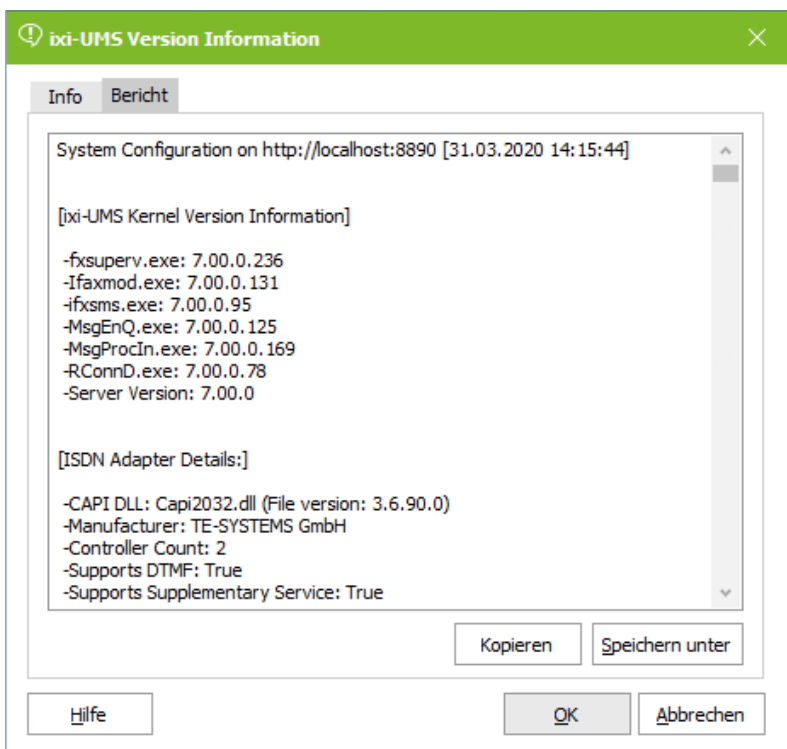 ixi-UMS Version Information
Info Bericht
System Configuration on http://localhost:8890 [31.03.2020 14:15:44]
[ixi-UMS Kernel Version Information]
-fxsuperv.exe: 7.00.0.236
-Ifaxmod.exe: 7.00.0.131
-ifxsms.exe: 7.00.0.95
-MsgEnQ.exe: 7.00.0.125
-MsgProcIn.exe: 7.00.0.169
-RConnD.exe: 7.00.0.78
-Server Version: 7.00.0
[ISDN Adapter Details:]
-CAPI DLL: Capi2032.dll (File version: 3.6.90.0)
-Manufacturer: TE-SYSTEMS GmbH
-Controller Count: 2
-Supports DTMF: True
-Supports Supplementary Service: True
Kopieren Speichern unter
Hilfe OK Abbrechen